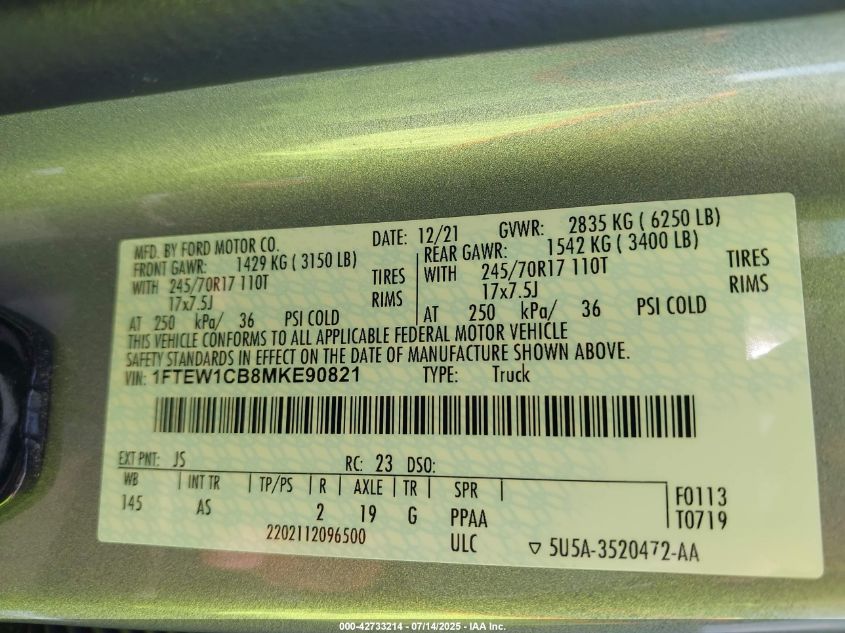 MFD. BY FORD MOTOR CO. DATE: 12/21 GVWR: 2835 KG ( 6250 LB)
FRONT GAWR: 1429 KG ( 3150 LB) REAR GAWR: 1542 KG ( 3400 LB)
WITH 245/70R17 110T TIRES WITH 245/70R17 110T TIRES
17x7.5J RIMS 17x7.5J RIMS
AT 250 kPa/ 36 PSI COLD AT 250 kPa/ 36 PSI COLD
THIS VEHICLE CONFORMS TO ALL APPLICABLE FEDERAL MOTOR VEHICLE
SAFETY STANDARDS IN EFFECT ON THE DATE OF MANUFACTURE SHOWN ABOVE.
VIN: 1FTEW1CB8MKE90821 TYPE: Truck
EXT PNT: JS RC: 23 DSO:
WB | INT TR | TP/PS | R | AXLE | TR | SPR |
145 AS 2 19 G PPAA
F0113
T0719
2202112096500 ULC ▽ 5U5A-3520472-AA
000-42733214 - 07/14/2025 - IAA Inc.